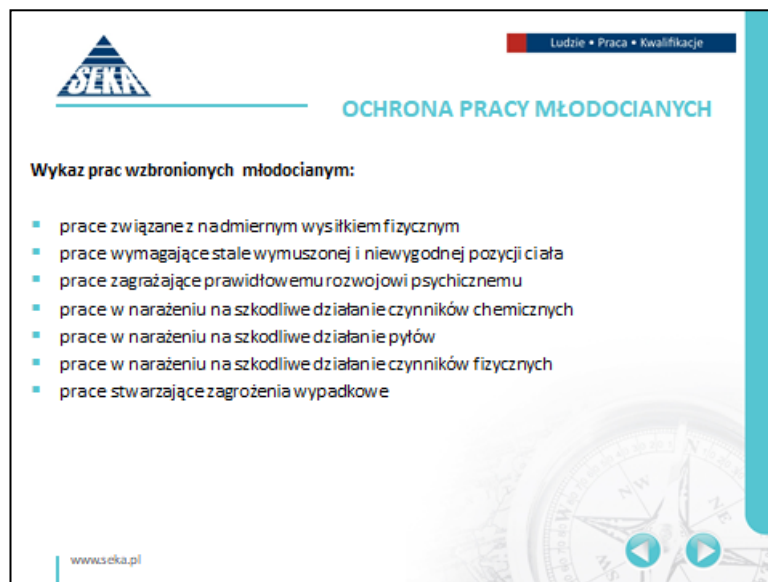 Ludzie • Praca • Kwalifikacje
SEKA
OCHRONA PRACY MŁODOCIANYCH
Wykaz prac wzbronionych młodocianym:
prace związane z nadmiernym wysiłkiem fizycznym
prace wymagające stale wymuszonej i niewygodnej pozycji ciała
prace zagrażające prawidłowemu rozwojowi psychicznemu
prace w narażeniu na szkodliwe działanie czynników chemicznych
prace w narażeniu na szkodliwe działanie pyłów
prace w narażeniu na szkodliwe działanie czynników fizycznych
prace stwarzające zagrożenia wypadkowe
NW
N
NE
www.seka.pl